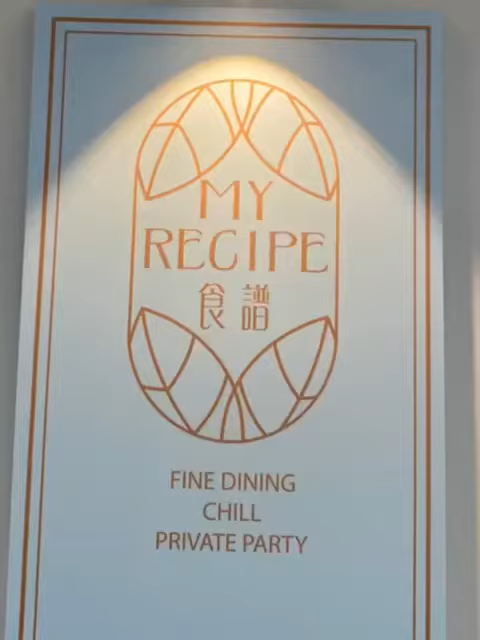 MY
RECIPE
食譜
FINE DINING
CHILL
PRIVATE PARTY